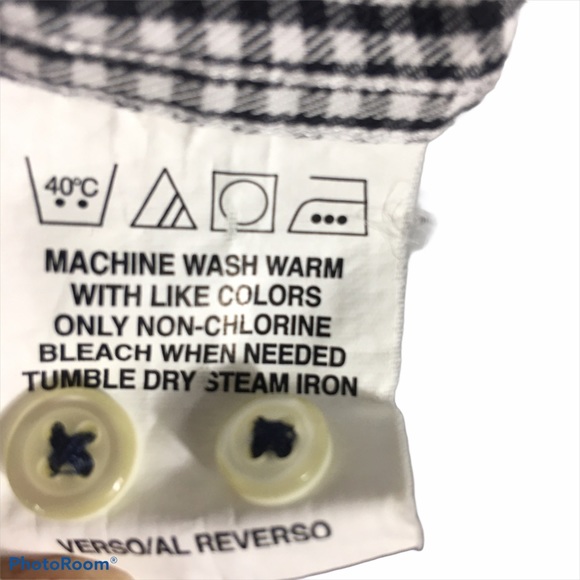 40°C
MACHINE WASH WARM
WITH LIKE COLORS
ONLY NON-CHLORINE
BLEACH WHEN NEEDED
TUMBLE DRY STEAM IRON
VERSO/AL REVERSO
PhotoRoom®